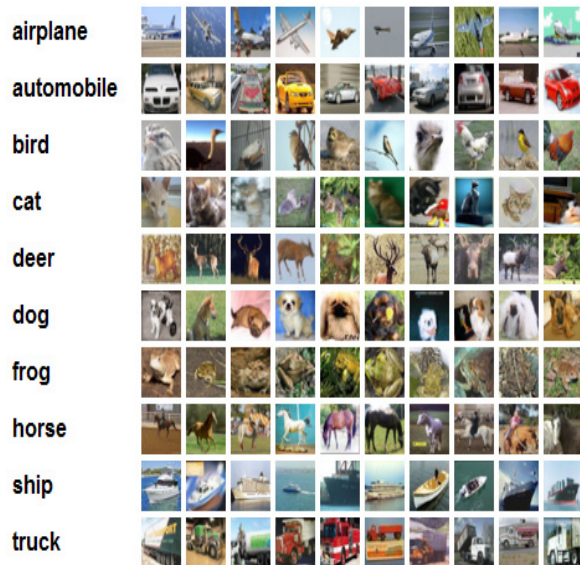 airplane
automobile
bird
cat
deer
dog
frog
horse
ship
truck